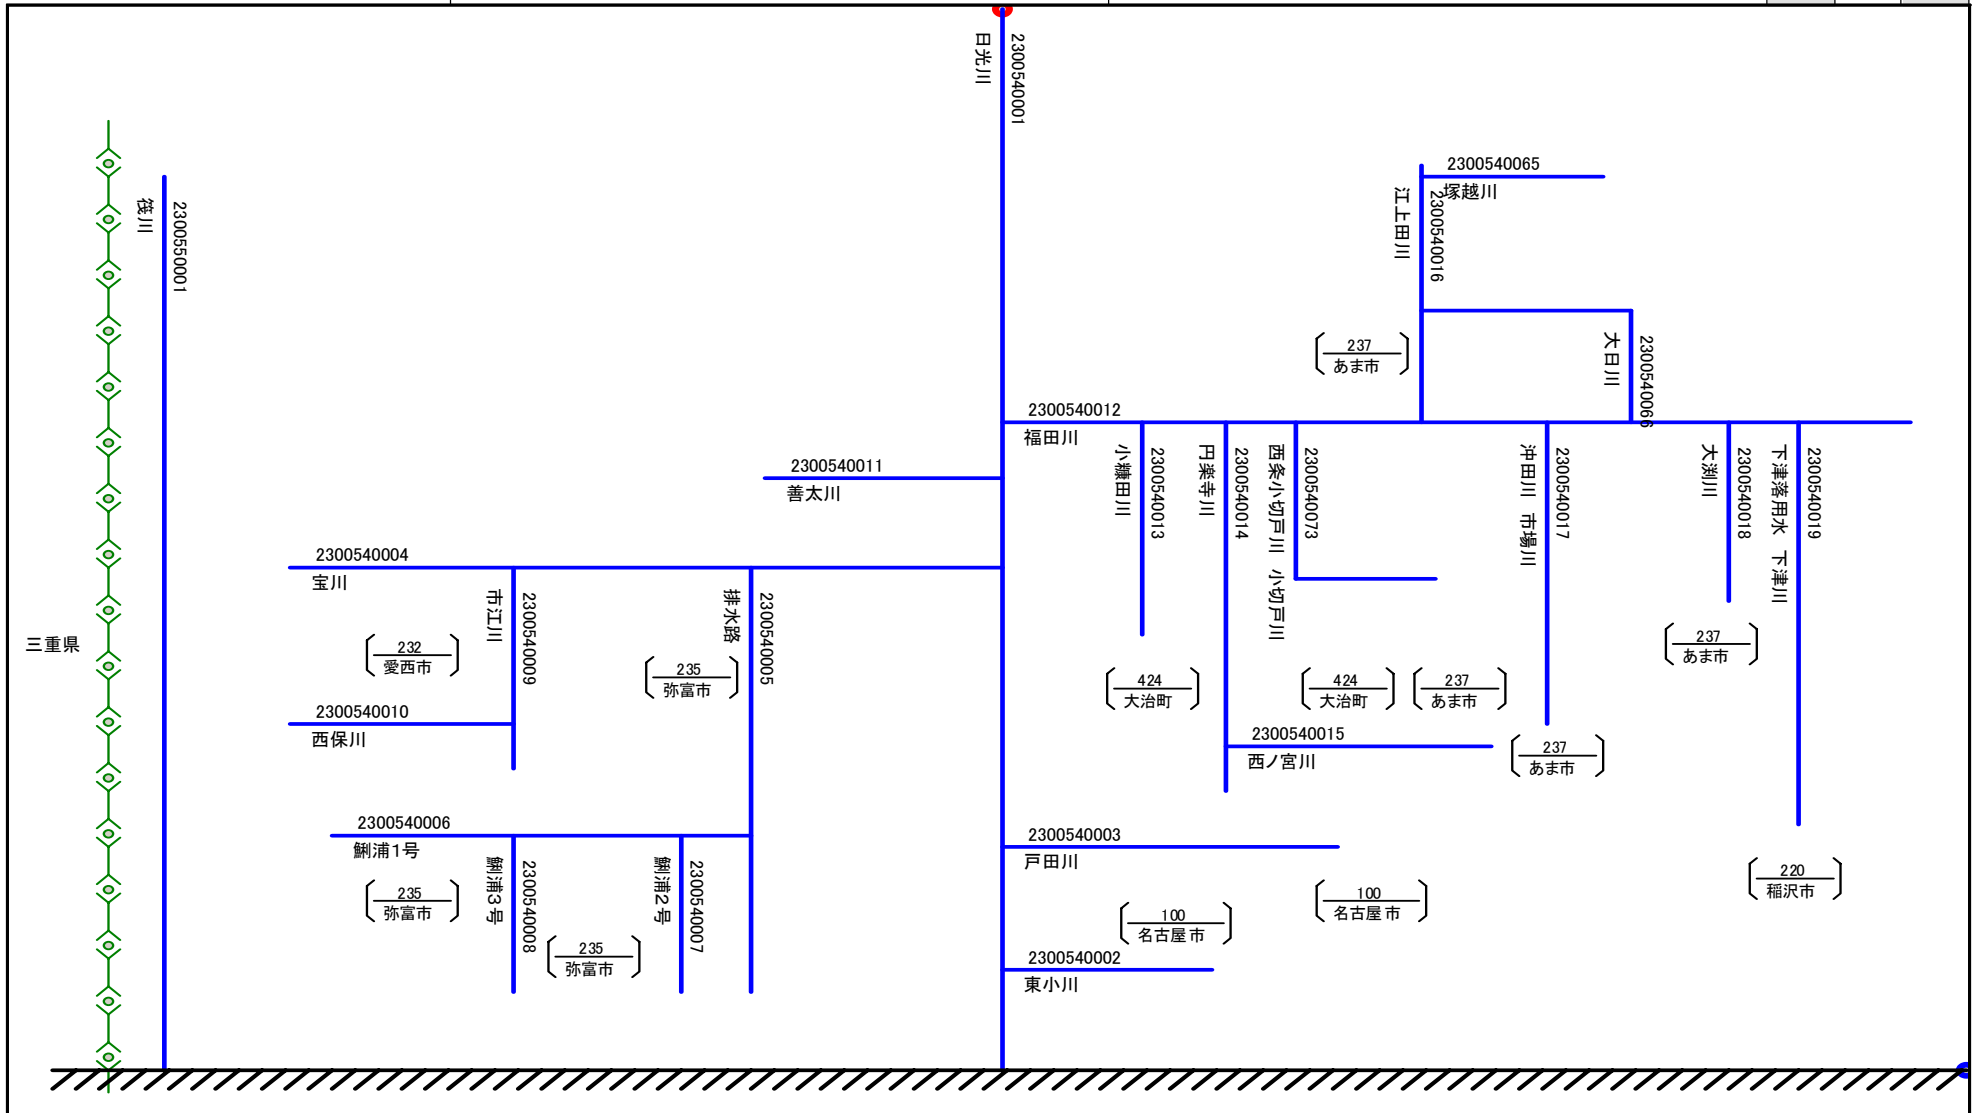 日光川
2300540001
2300540065
塚越川
江上田川
2300540016
筏川
2300550001
237
あま市
大日川
2300540066
2300540012
福田川
2300540011
善太川
小糠田川
2300540013
円楽寺川
2300540014
西条小切戸川 小切戸川
2300540073
沖田川 市場川
2300540017
大渕川
2300540018
下津落用水 下津川
2300540019
2300540004
宝川
市江川
2300540009
排水路
2300540005
三重県
232
愛西市
235
弥富市
237
あま市
424
大治町
424
大治町
237
あま市
2300540010
西保川
2300540015
西ノ宮川
237
あま市
2300540006
鯏浦1号
2300540003
戸田川
鯏浦3号
2300540008
鯏浦2号
2300540007
235
弥富市
235
弥富市
100
名古屋市
100
名古屋市
220
稲沢市
2300540002
東小川